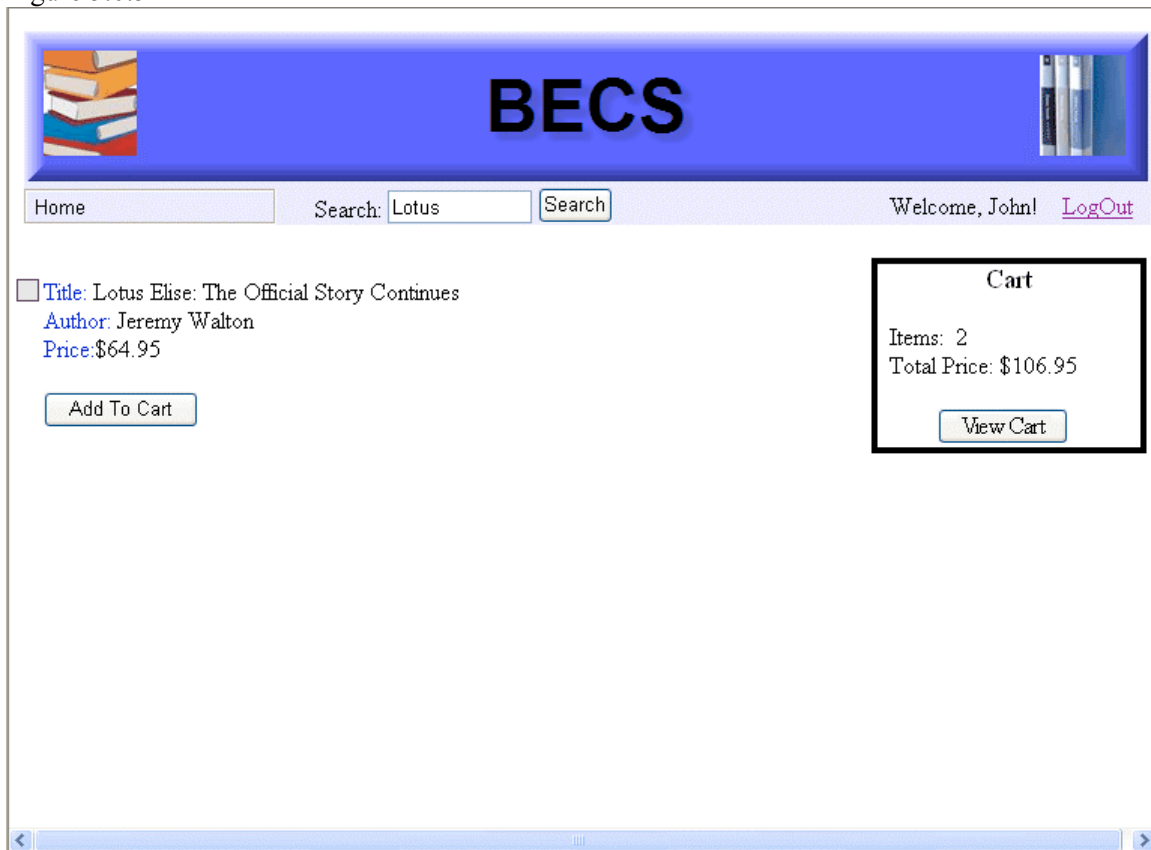 BECS
Home Search: Lotus Search Welcome, John! LogOut
Title: Lotus Elise: The Official Story Continues
Author: Jeremy Walton
Price:$64.95
Add To Cart
Cart
Items: 2
Total Price: $106.95
View Cart